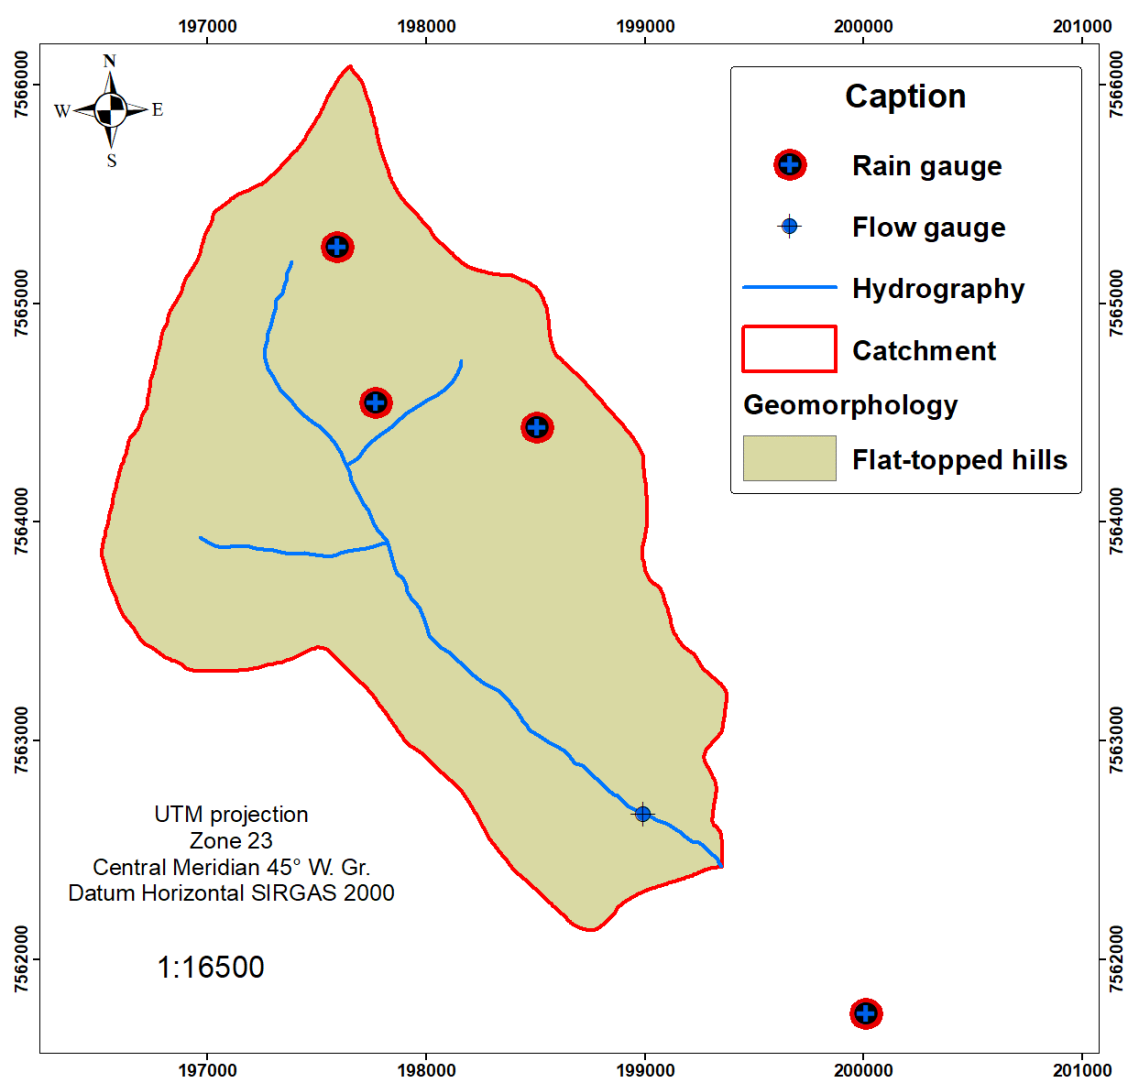 197000 198000 199000 200000 201000
7566000 7566000
N
W E
S
Caption
Rain gauge
Flow gauge
7565000 Hydrography 7565000
Catchment
Geomorphology
Flat-topped hills
7564000 7564000
7563000 7563000
UTM projection
Zone 23
Central Meridian 45° W. Gr.
Datum Horizontal SIRGAS 2000
7562000 7562000
1:16500
197000 198000 199000 200000 201000